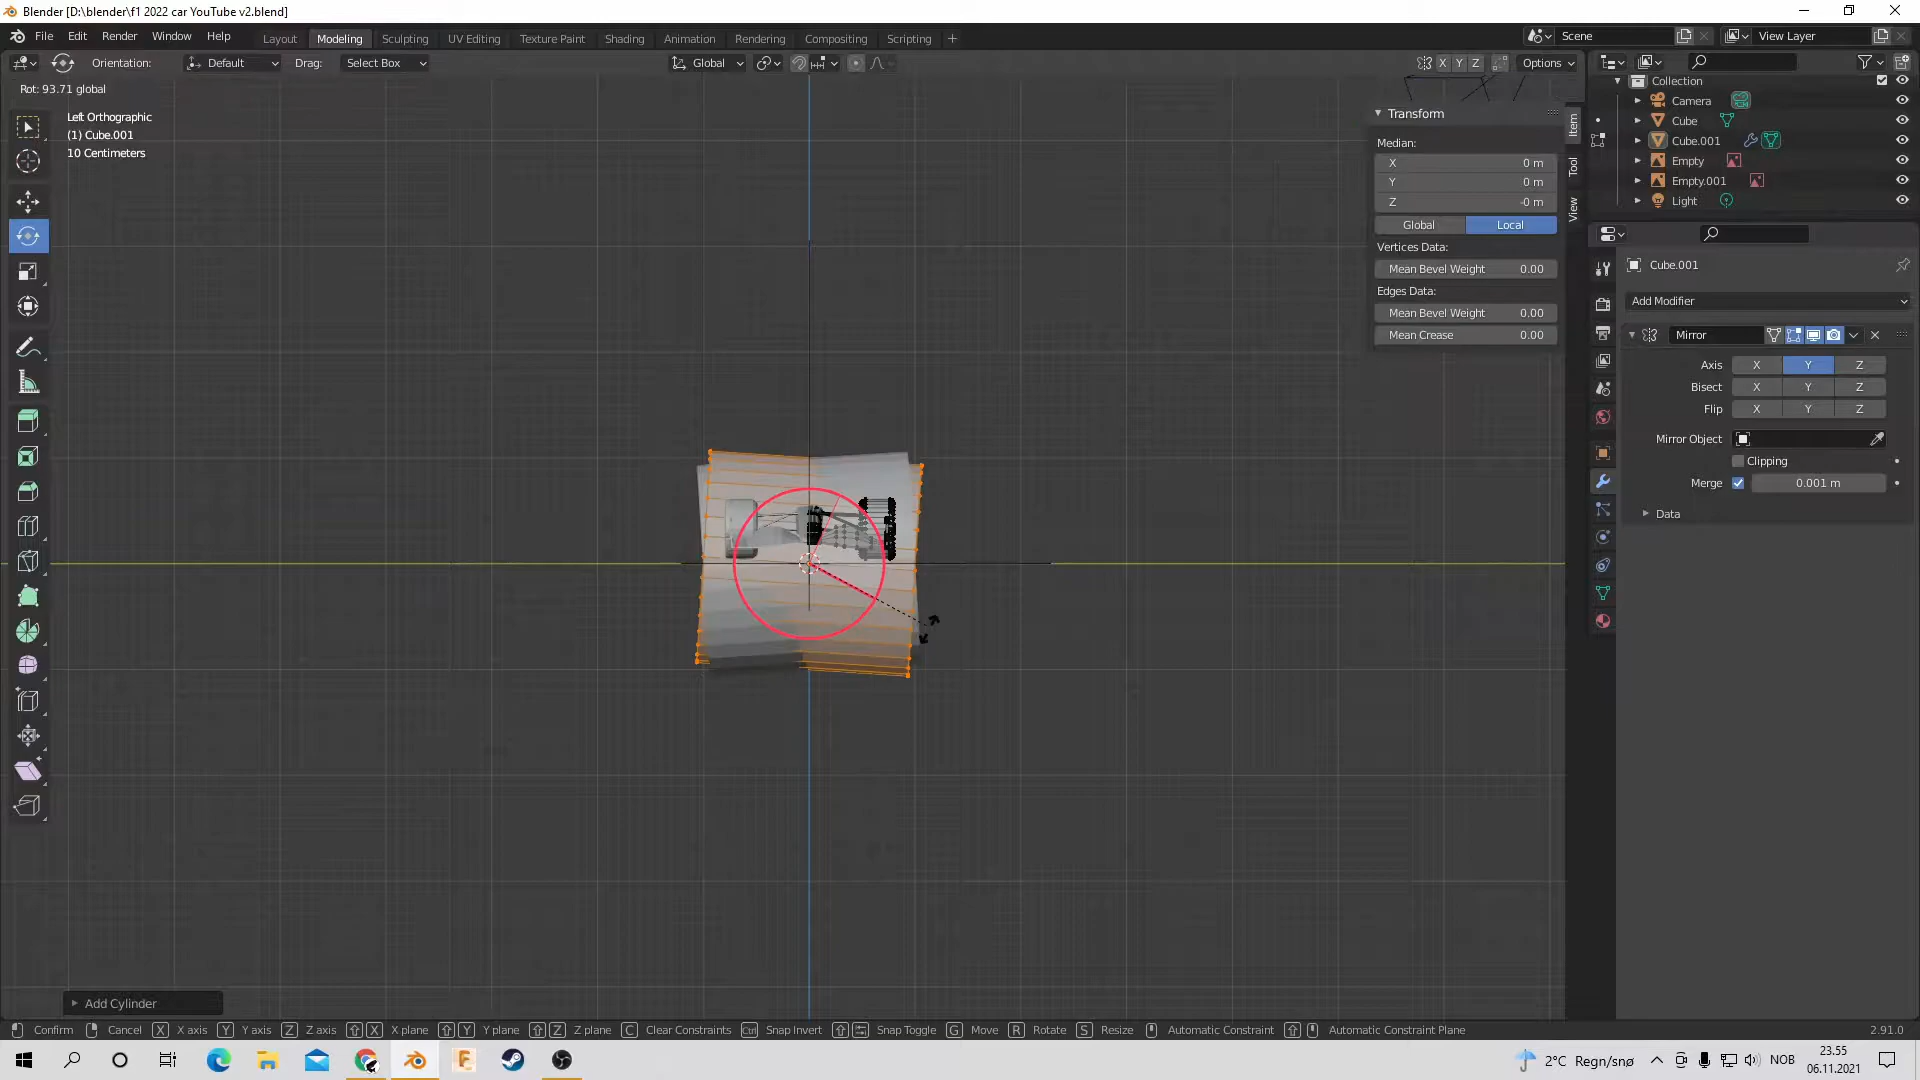 Blender [D:\blender\f1 2022 car YouTube v2.blend]
File Edit Render Window Help Layout Modeling Sculpting UV Editing Texture Paint Shading Animation Rendering Compositing Scripting Scene View Layer
Orientation: Default Drag: Select Box Global X Y Z Options
Rot: 93.71 global
Left Orthographic
(1) Cube.001
10 Centimeters
Transform
Median:
X 0 m
Y 0 m
Z -0 m
Global Local
Vertices Data:
Mean Bevel Weight 0.00
Edges Data:
Mean Bevel Weight 0.00
Mean Crease 0.00
Item
Tool
View
Collection
Camera
Cube
Cube.001
Empty
Empty.001
Light
Cube.001
Add Modifier
Mirror
Axis X Y Z
Bisect X Y Z
Flip X Y Z
Mirror Object
Clipping
Merge 0.001 m
Data
Add Cylinder
Confirm Cancel X X axis Y Y axis Z Z axis X X plane Y Y plane Z Z plane C Clear Constraints Ctrl Snap Invert Snap Toggle G Move R Rotate S Resize Automatic Constraint Automatic Constraint Plane 2.91.0
2°C Regn/snø NOB 23.55
06.11.2021